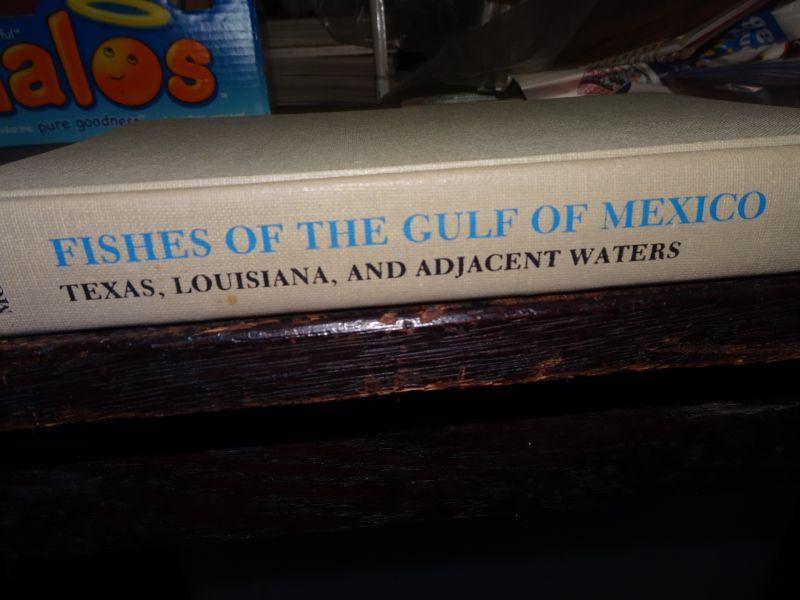 alos
pure goodness
FISHES OF THE GULF OF MEXICO
TEXAS, LOUISIANA, AND ADJACENT WATERS